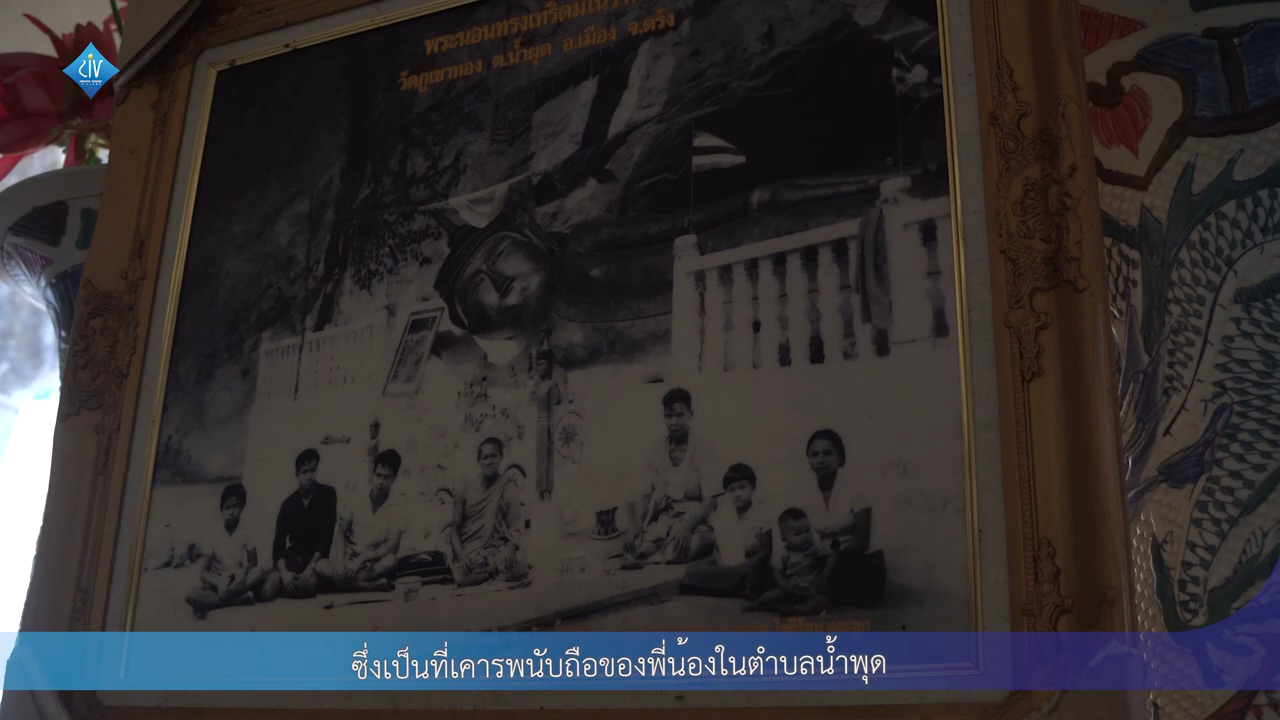 พระนอนทรงเทริดมโน
วัดภูเขาทอง ต.น้ำผุด อ.เมือง จ.ตรัง
CIV
ซึ่งเป็นที่เคารพนับถือของพี่น้องในตำบลน้ำพุด